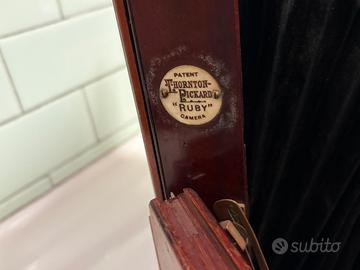 PATENT
THORNTON-
PICKARD
"RUBY"
CAMERA
subito